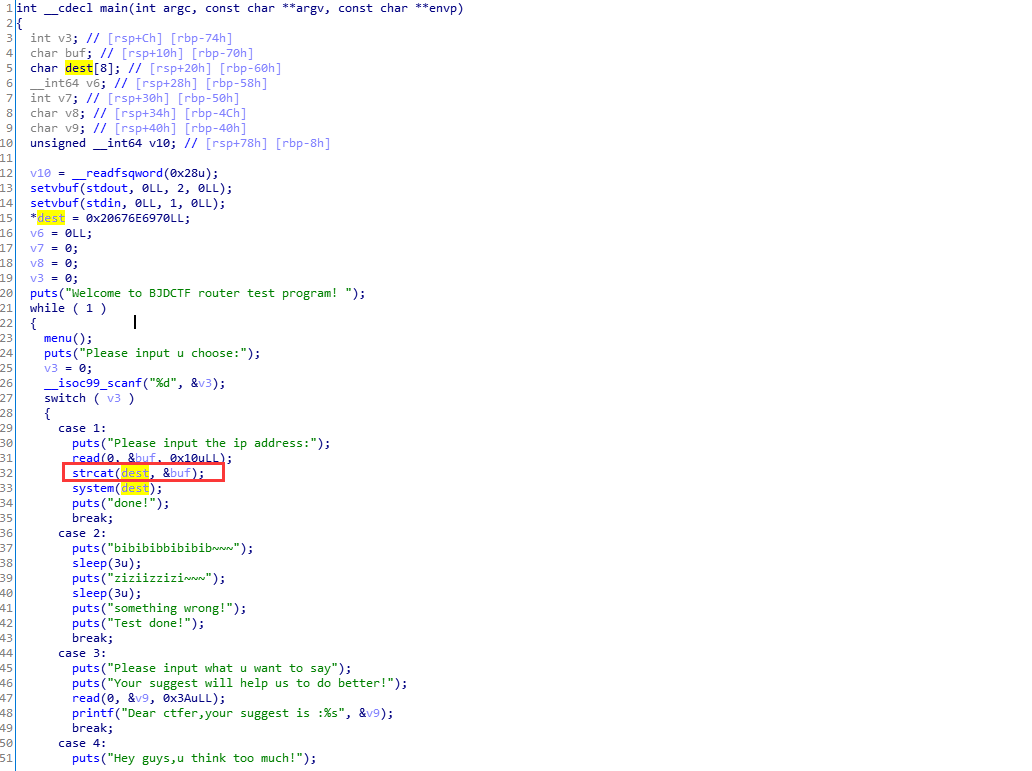 1 int __cdecl main(int argc, const char **argv, const char **envp)
2 {
3 int v3; // [rsp+Ch] [rbp-74h]
4 char buf; // [rsp+10h] [rbp-70h]
5 char dest[8]; // [rsp+20h] [rbp-60h]
6 __int64 v6; // [rsp+28h] [rbp-58h]
7 int v7; // [rsp+30h] [rbp-50h]
8 char v8; // [rsp+34h] [rbp-4Ch]
9 char v9; // [rsp+40h] [rbp-40h]
10 unsigned __int64 v10; // [rsp+78h] [rbp-8h]
11
12 v10 = __readfsqword(0x28u);
13 setvbuf(stdout, 0LL, 2, 0LL);
14 setvbuf(stdin, 0LL, 1, 0LL);
15 *dest = 0x20676E6970LL;
16 v6 = 0LL;
17 v7 = 0;
18 v8 = 0;
19 v3 = 0;
20 puts("Welcome to BJDCTF router test program! ");
21 while ( 1 )
22 {
23 menu();
24 puts("Please input u choose:");
25 v3 = 0;
26 __isoc99_scanf("%d", &v3);
27 switch ( v3 )
28 {
29 case 1:
30 puts("Please input the ip address:");
31 read(0, &buf, 0x10uLL);
32 strcat(dest, &buf);
33 system(dest);
34 puts("done!");
35 break;
36 case 2:
37 puts("bibibibbibibib~~~");
38 sleep(3u);
39 puts("ziziizzizi~~~");
40 sleep(3u);
41 puts("something wrong!");
42 puts("Test done!");
43 break;
44 case 3:
45 puts("Please input what u want to say");
46 puts("Your suggest will help us to do better!");
47 read(0, &v9, 0x3AuLL);
48 printf("Dear ctfer,your suggest is :%s", &v9);
49 break;
50 case 4:
51 puts("Hey guys,u think too much!");